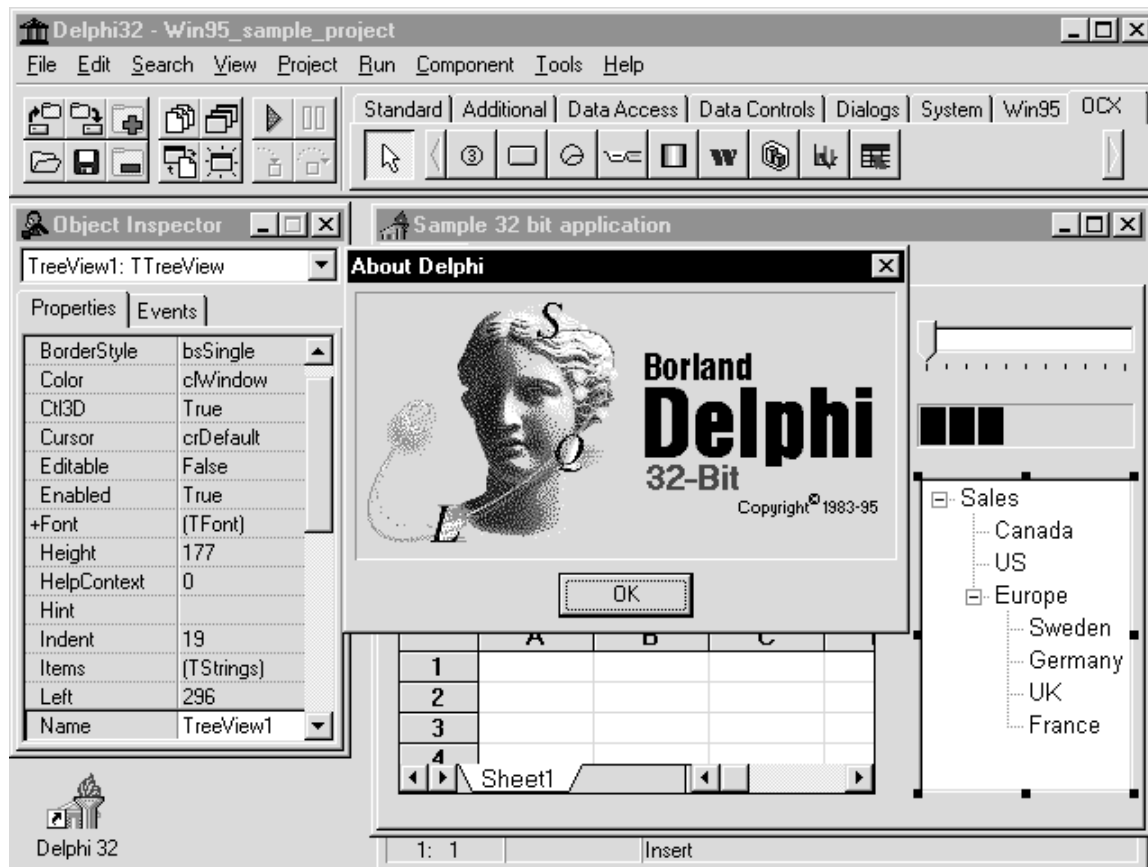 Delphi32 - Win95_sample_project
File Edit Search View Project Run Component Tools Help
Standard Additional Data Access Data Controls Dialogs System Win95 OCX
Object Inspector
TreeView1: TTreeView
Properties Events
BorderStyle bsSingle
Color clWindow
Ctl3D True
Cursor crDefault
Editable False
Enabled True
+Font (TFont)
Height 177
HelpContext 0
Hint
Indent 19
Items (TStrings)
Left 296
Name TreeView1
Delphi 32
Sample 32 bit application
About Delphi
S
O
L
Borland
Delphi
32-Bit
Copyright© 1983-95
OK
A B C
1
2
3
4
Sheet1
Sales
Canada
US
Europe
Sweden
Germany
UK
France
1: 1 Insert